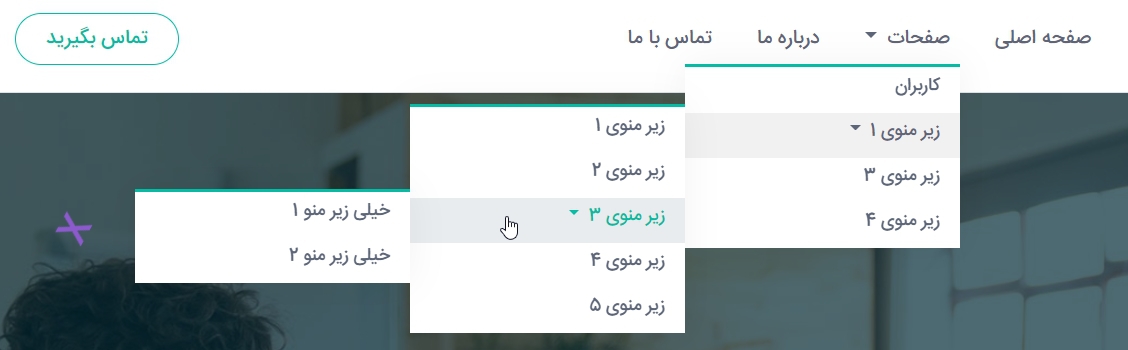 صفحه اصلی
صفحات
درباره ما
تماس با ما
تماس بگیرید
کاربران
زیر منوی ۱
زیر منوی ۳
زیر منوی ۴
زیر منوی ۱
زیر منوی ۲
زیر منوی ۳
زیر منوی ۴
زیر منوی ۵
خیلی زیر منو ۱
خیلی زیر منو ۲